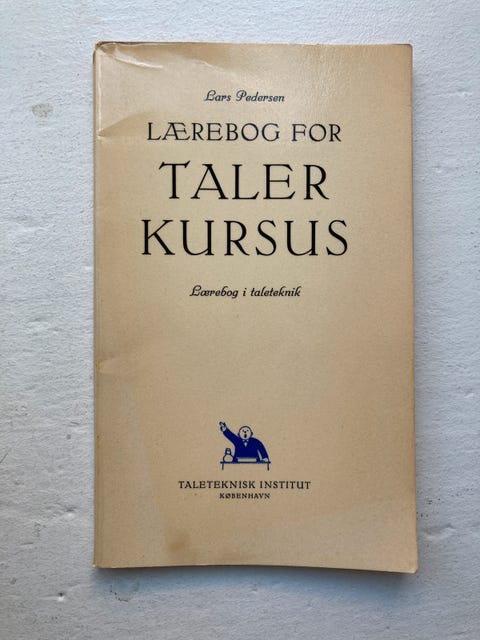 Lars Pedersen
LÆREBOG FOR
TALER
KURSUS
Lærebog i taleteknik
TALETEKNISK INSTITUT
KØBENHAVN